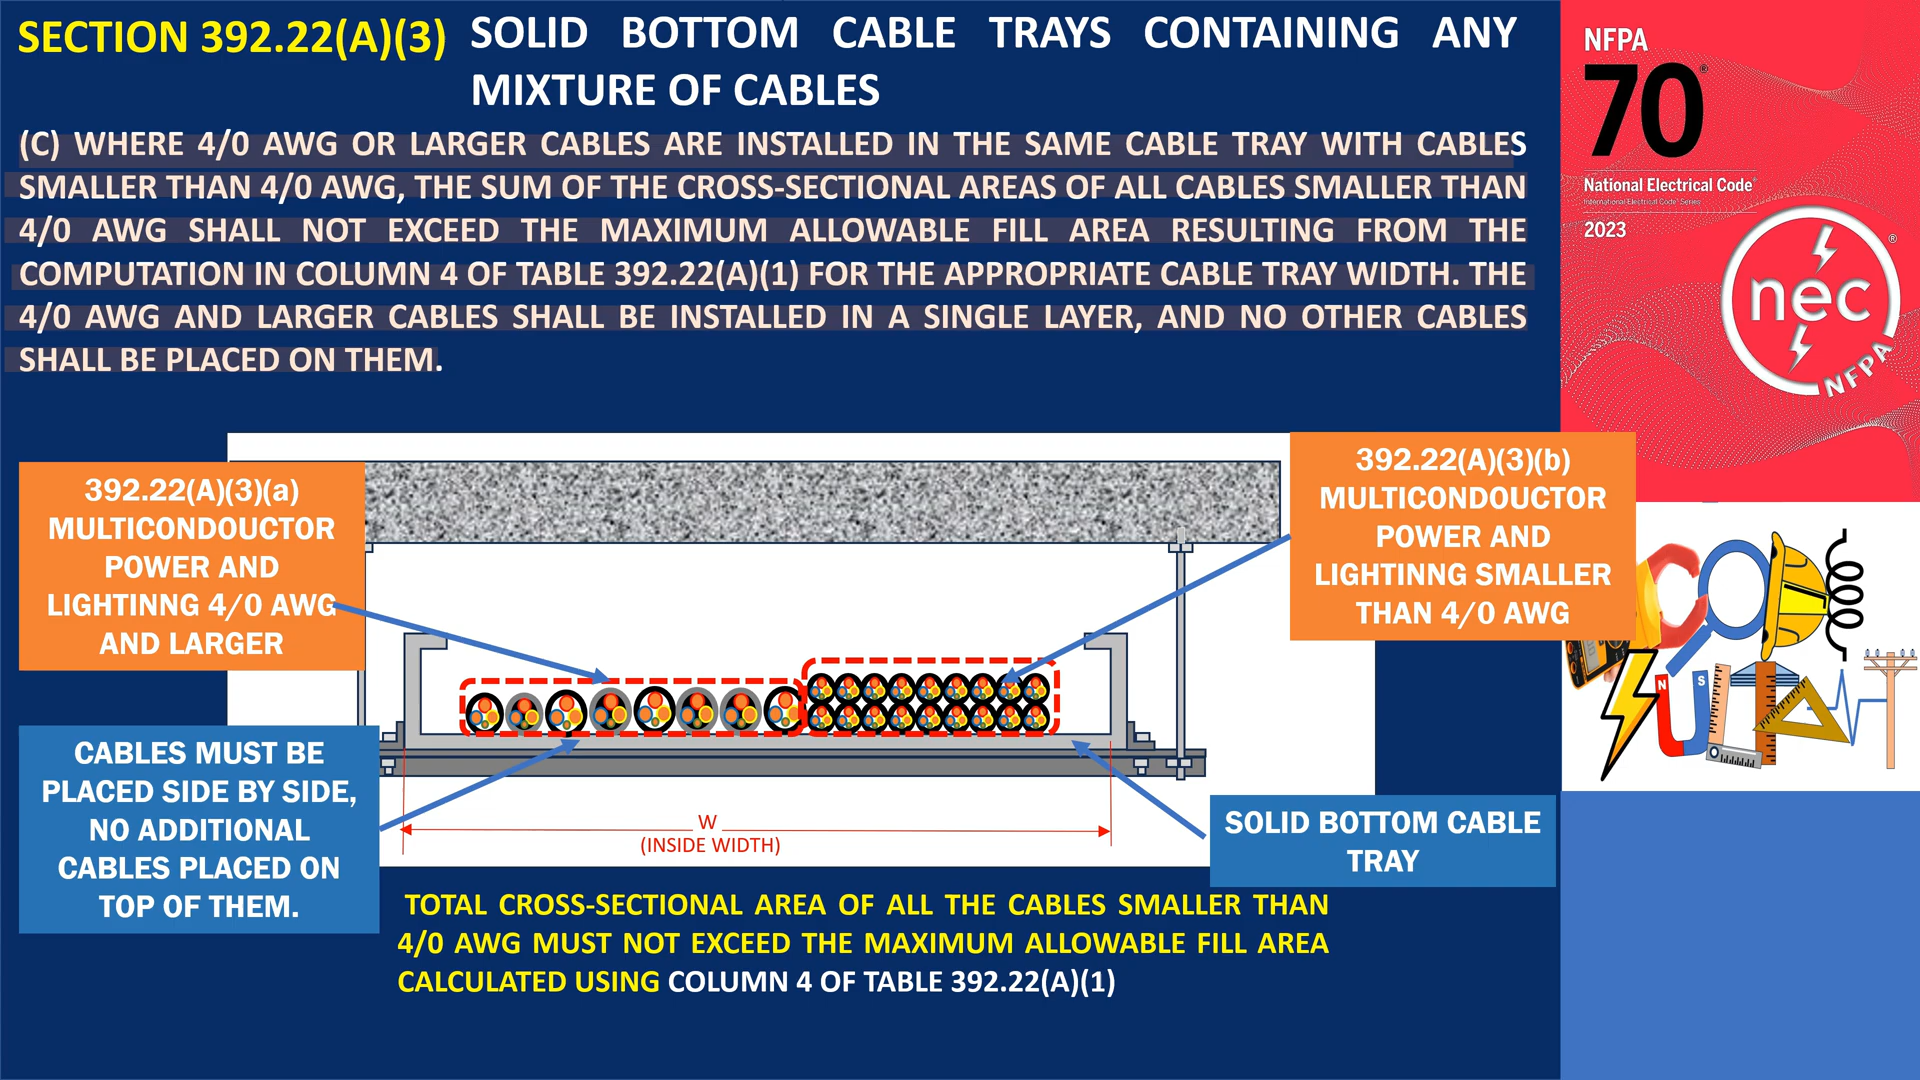 SECTION 392.22(A)(3)
SOLID BOTTOM CABLE TRAYS CONTAINING ANY
MIXTURE OF CABLES
(C) WHERE 4/0 AWG OR LARGER CABLES ARE INSTALLED IN THE SAME CABLE TRAY WITH CABLES
SMALLER THAN 4/0 AWG, THE SUM OF THE CROSS-SECTIONAL AREAS OF ALL CABLES SMALLER THAN
4/0 AWG SHALL NOT EXCEED THE MAXIMUM ALLOWABLE FILL AREA RESULTING FROM THE
COMPUTATION IN COLUMN 4 OF TABLE 392.22(A)(1) FOR THE APPROPRIATE CABLE TRAY WIDTH. THE
4/0 AWG AND LARGER CABLES SHALL BE INSTALLED IN A SINGLE LAYER, AND NO OTHER CABLES
SHALL BE PLACED ON THEM.
NFPA
70®
National Electrical Code®
International Electrical Code® Series
2023
nec®
NFPA
392.22(A)(3)(a)
MULTICONDOUCTOR
POWER AND
LIGHTINNG 4/0 AWG
AND LARGER
392.22(A)(3)(b)
MULTICONDOUCTOR
POWER AND
LIGHTINNG SMALLER
THAN 4/0 AWG
N S
CABLES MUST BE
PLACED SIDE BY SIDE,
NO ADDITIONAL
CABLES PLACED ON
TOP OF THEM.
W
(INSIDE WIDTH)
SOLID BOTTOM CABLE
TRAY
TOTAL CROSS-SECTIONAL AREA OF ALL THE CABLES SMALLER THAN
4/0 AWG MUST NOT EXCEED THE MAXIMUM ALLOWABLE FILL AREA
CALCULATED USING COLUMN 4 OF TABLE 392.22(A)(1)